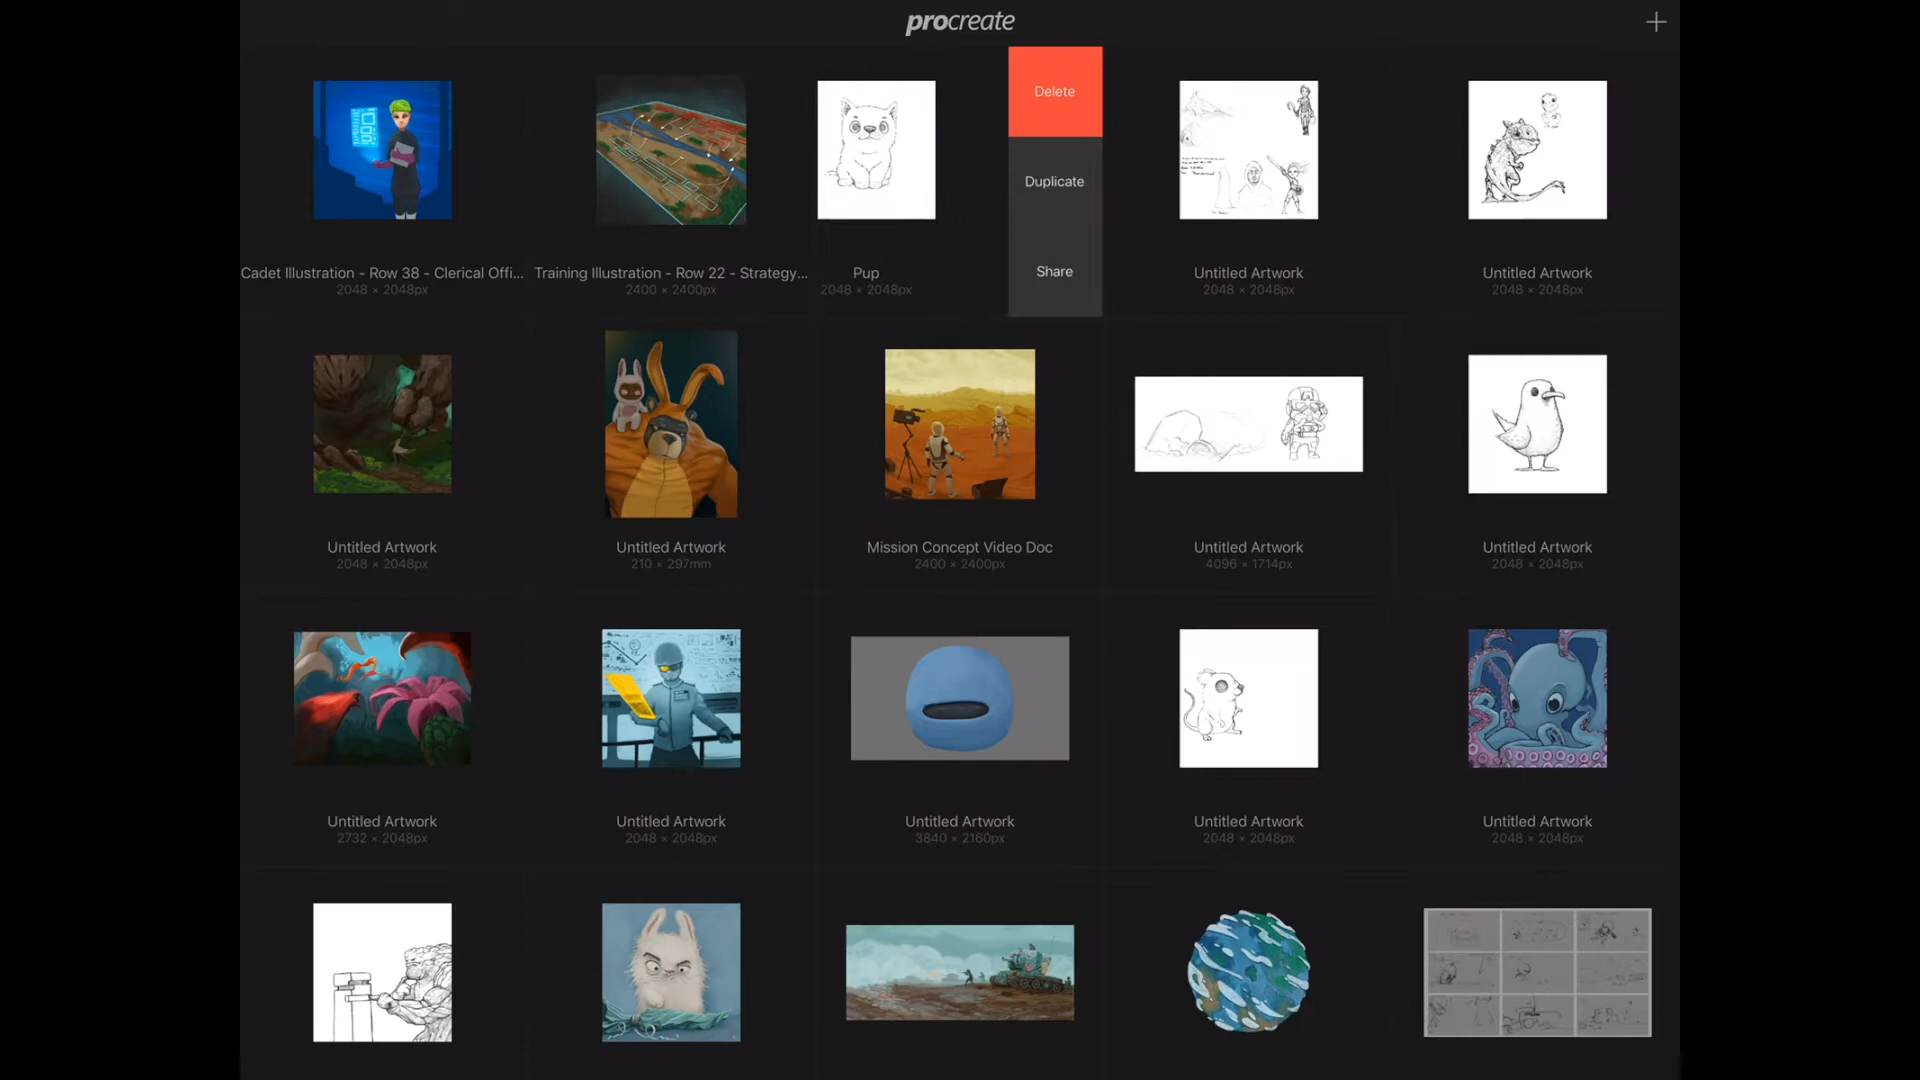 procreate
Delete
Duplicate
Share
Cadet Illustration - Row 38 - Clerical Offi...
2048 × 2048px
Training Illustration - Row 22 - Strategy...
2400 × 2400px
Pup
2048 × 2048px
Untitled Artwork
2048 × 2048px
Untitled Artwork
2048 × 2048px
Untitled Artwork
2048 × 2048px
Untitled Artwork
210 × 297mm
Mission Concept Video Doc
2400 × 2400px
Untitled Artwork
4096 × 1714px
Untitled Artwork
2048 × 2048px
Untitled Artwork
2732 × 2048px
Untitled Artwork
2048 × 2048px
Untitled Artwork
3840 × 2160px
Untitled Artwork
2048 × 2048px
Untitled Artwork
2048 × 2048px